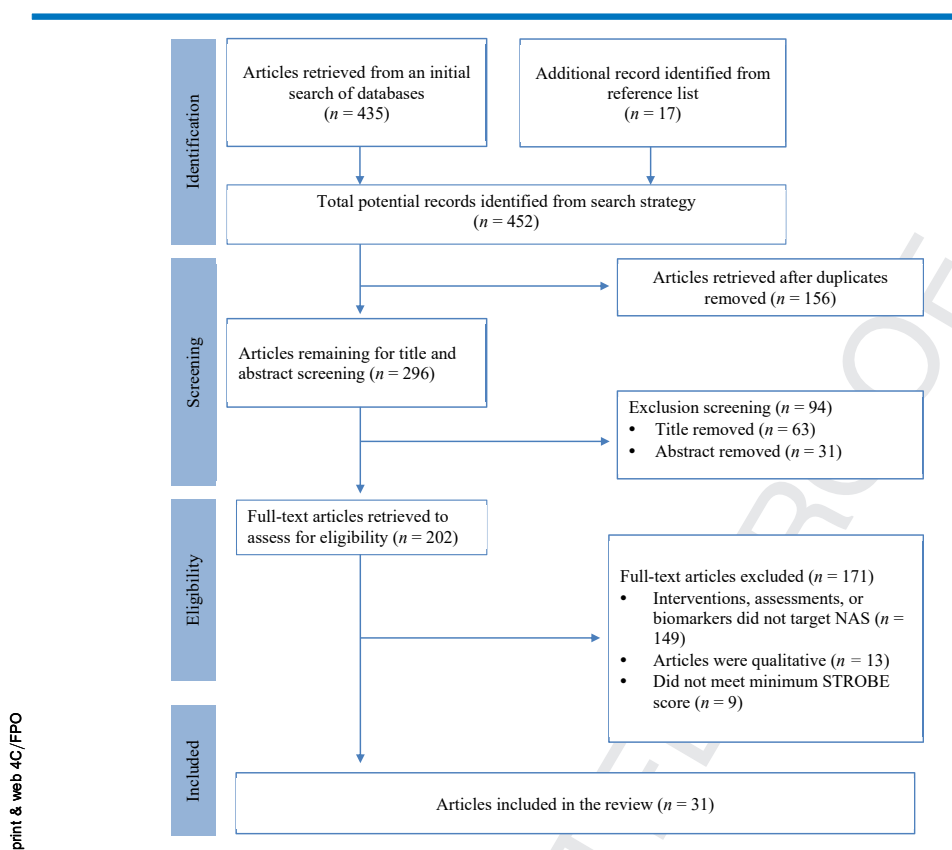 Identification
Articles retrieved from an initial
search of databases
(n = 435)
Additional record identified from
reference list
(n = 17)
Total potential records identified from search strategy
(n = 452)
Screening
Articles retrieved after duplicates
removed (n = 156)
Articles remaining for title and
abstract screening (n = 296)
Exclusion screening (n = 94)
• Title removed (n = 63)
• Abstract removed (n = 31)
Eligibility
Full-text articles retrieved to
assess for eligibility (n = 202)
Full-text articles excluded (n = 171)
• Interventions, assessments, or
biomarkers did not target NAS (n =
149)
• Articles were qualitative (n = 13)
• Did not meet minimum STROBE
score (n = 9)
Included
Articles included in the review (n = 31)
print & web 4C/FPO